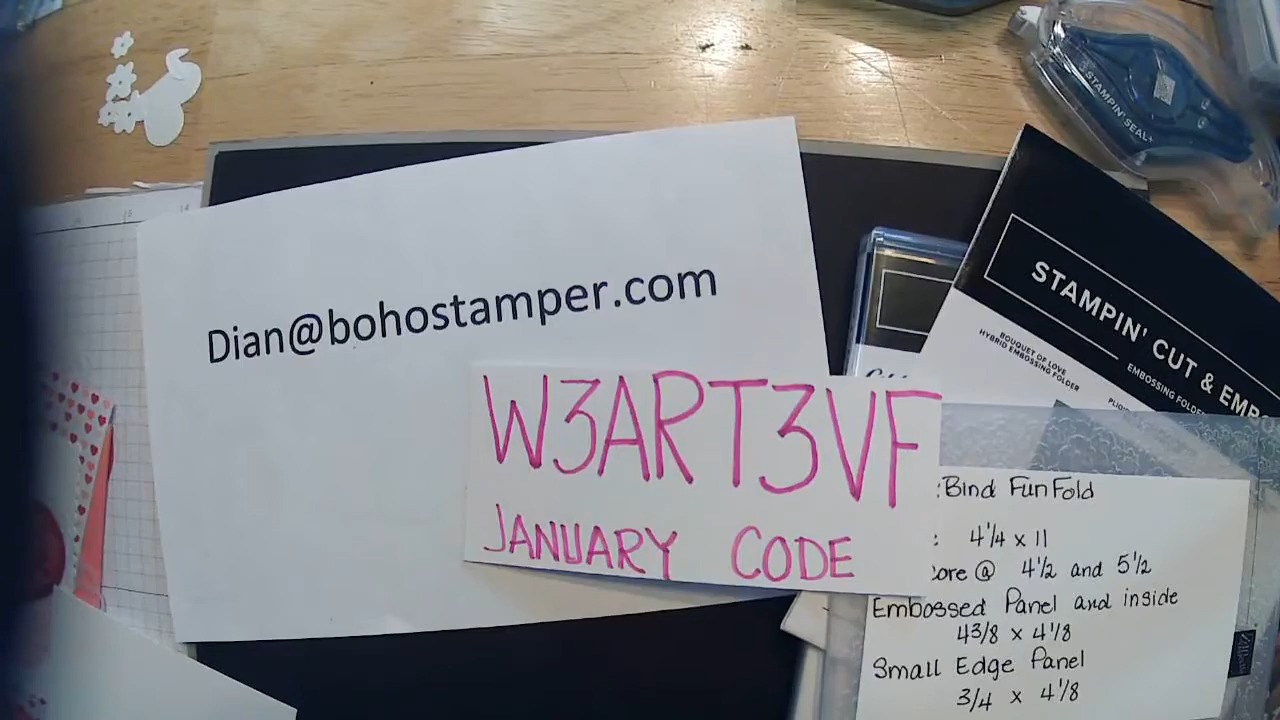 STAMPIN' SEAL+
STAMPIN' CUT & EMBO
BOUQUET OF LOVE
HYBRID EMBOSSING FOLDER
EMBOSSING FOLDER
Dian@bohostamper.com
W3ART3VF
JANUARY CODE
: Bind Fun Fold
: 4 1/4 x 11
core @ 4 1/2 and 5 1/2
Embossed Panel and inside
4 3/8 x 4 1/8
Small Edge Panel
3/4 x 4 1/8